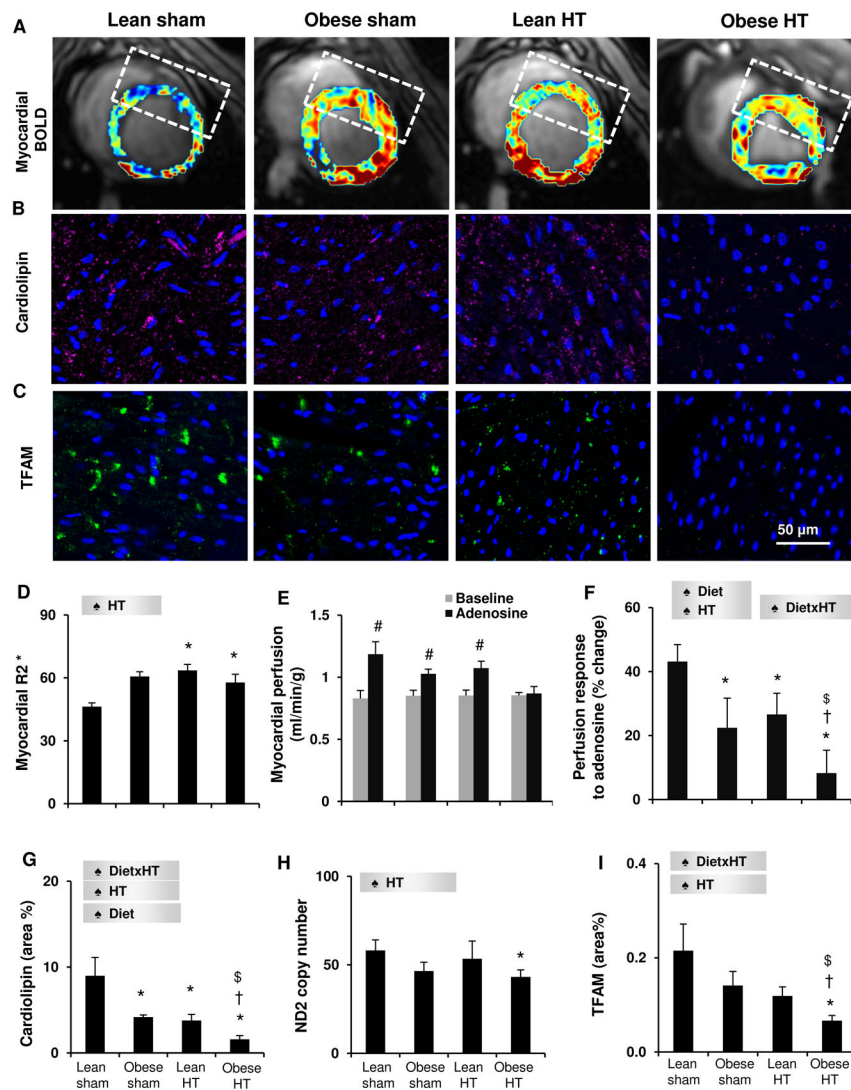 A
Lean sham
Obese sham
Lean HT
Obese HT
Myocardial
BOLD
B
Cardiolipin
C
TFAM
50 µm
D
♠ HT
Myocardial R2*
90
60
30
0
*
*
E
Baseline
Adenosine
Myocardial perfusion
(ml/min/g)
1.5
1
0.5
0
#
#
#
F
♠ Diet
♠ HT
♠ DietxHT
Perfusion response
to adenosine (% change)
60
40
20
0
*
*
$
†
*
G
♠ DietxHT
♠ HT
♠ Diet
Cardiolipin (area %)
20
10
0
*
*
$
†
*
Lean
sham
Obese
sham
Lean
HT
Obese
HT
H
♠ HT
ND2 copy number
100
50
0
*
Lean
sham
Obese
sham
Lean
HT
Obese
HT
I
♠ DietxHT
♠ HT
TFAM (area%)
0.4
0.2
0.0
$
†
*
Lean
sham
Obese
sham
Lean
HT
Obese
HT